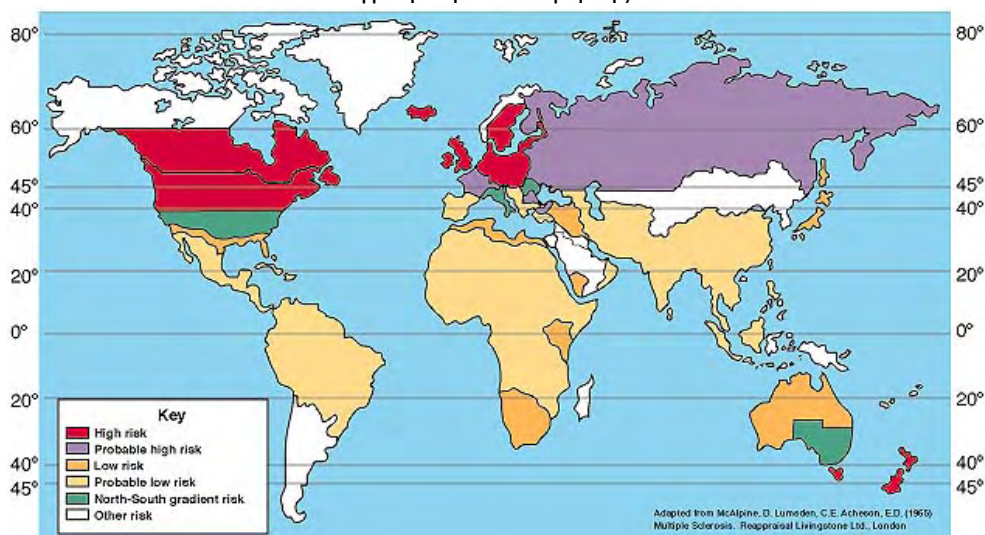 80°
80°
60°
60°
45°
45°
40°
40°
20°
20°
0°
0°
20°
20°
40°
40°
45°
45°
Key
High risk
Probable high risk
Low risk
Probable low risk
North-South gradient risk
Other risk
Adapted from McAlpine, D. Lumsden, C.E. Acheson, E.D. (1965)
Multiple Sclerosis. Reappraisal Livingstone Ltd., London